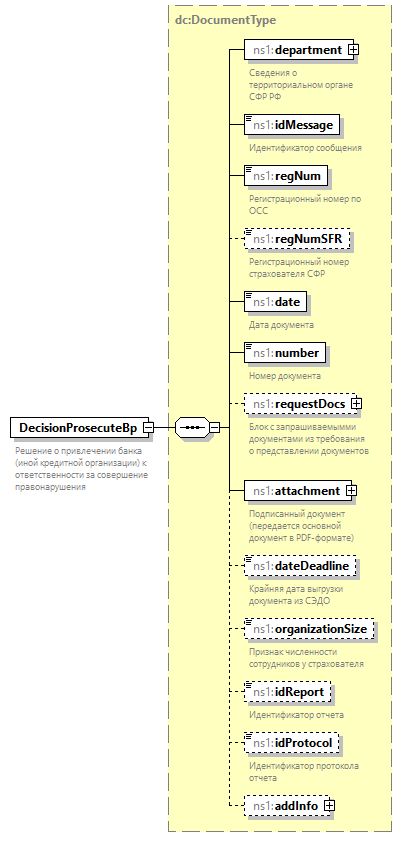 dc:DocumentType
ns1:department
Сведения о
территориальном органе
СФР РФ
ns1:idMessage
Идентификатор сообщения
ns1:regNum
Регистрационный номер по
ОСС
ns1:regNumSFR
Регистрационный номер
страхователя СФР
ns1:date
Дата документа
ns1:number
Номер документа
ns1:requestDocs
Блок с запрашиваемыми
документами из требования
о представлении документов
DecisionProsecuteBp
Решение о привлечении банка
(иной кредитной организации) к
ответственности за совершение
правонарушения
ns1:attachment
Подписанный документ
(передается основной
документ в PDF-формате)
ns1:dateDeadline
Крайняя дата выгрузки
документа из СЭДО
ns1:organizationSize
Признак численности
сотрудников у страхователя
ns1:idReport
Идентификатор отчета
ns1:idProtocol
Идентификатор протокола
отчета
ns1:addInfo